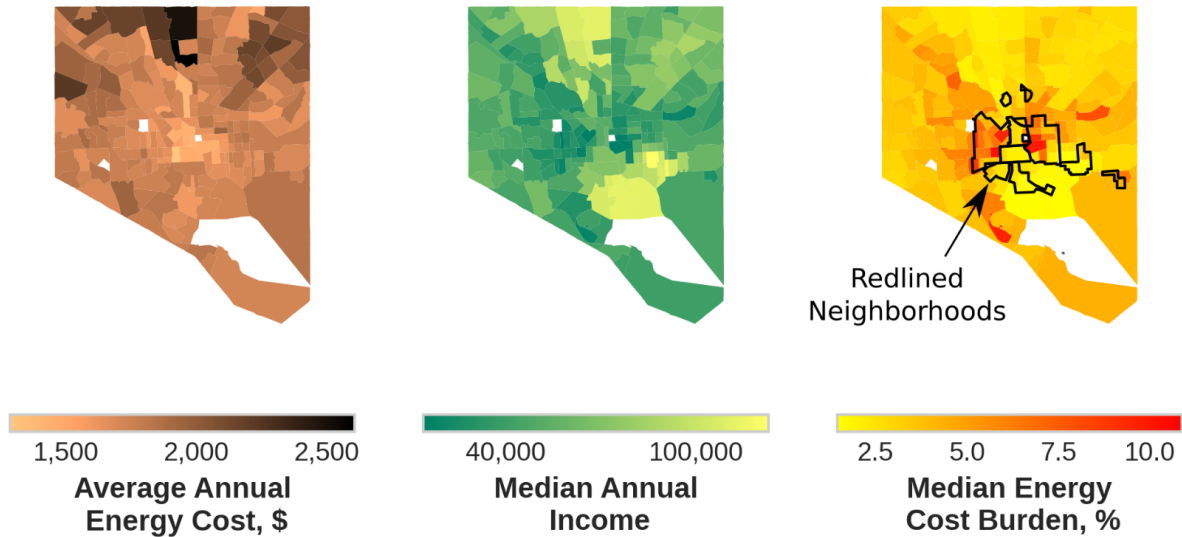 Redlined
Neighborhoods
1,500 2,000 2,500
Average Annual
Energy Cost, $
40,000 100,000
Median Annual
Income
2.5 5.0 7.5 10.0
Median Energy
Cost Burden, %